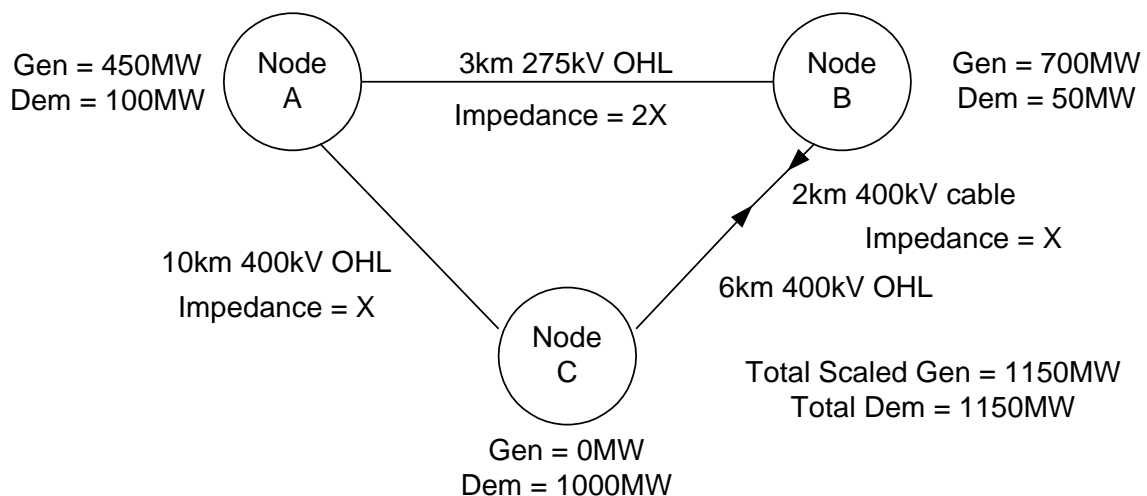 Gen = 450MW
Dem = 100MW
Node
A
3km 275kV OHL
Impedance = 2X
Node
B
Gen = 700MW
Dem = 50MW
2km 400kV cable
Impedance = X
10km 400kV OHL
Impedance = X
6km 400kV OHL
Node
C
Total Scaled Gen = 1150MW
Total Dem = 1150MW
Gen = 0MW
Dem = 1000MW